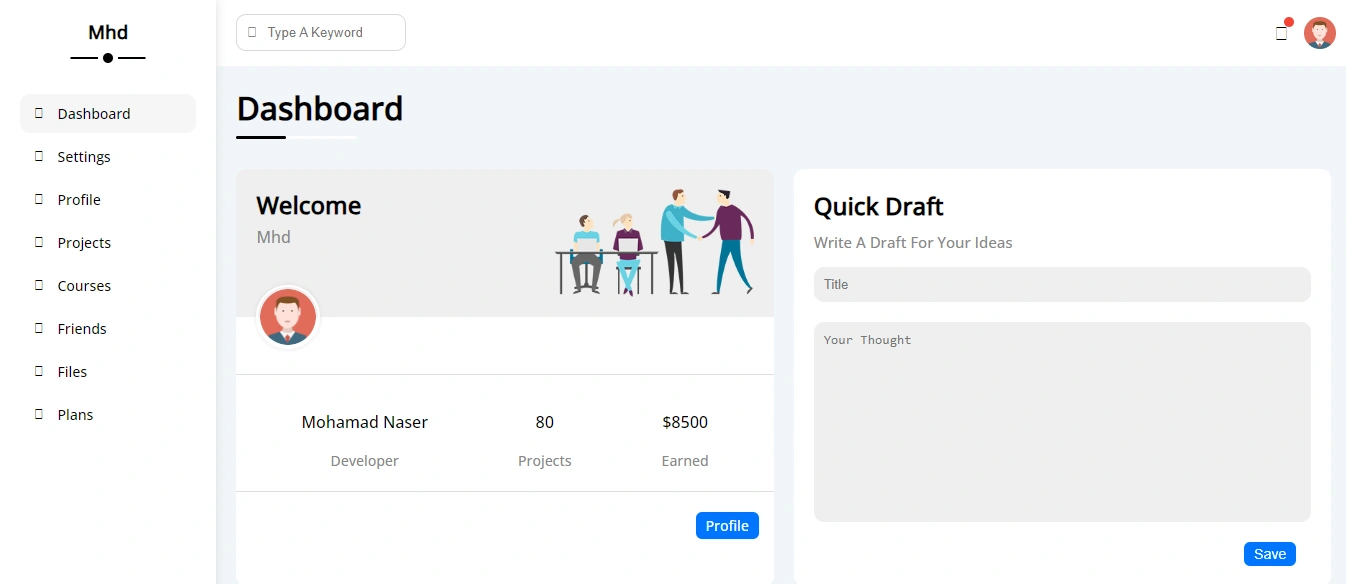 Mhd
Dashboard
Settings
Profile
Projects
Courses
Friends
Files
Plans
Type A Keyword
Dashboard
Welcome
Mhd
Mohamad Naser
Developer
80
Projects
$8500
Earned
Profile
Quick Draft
Write A Draft For Your Ideas
Title
Your Thought
Save